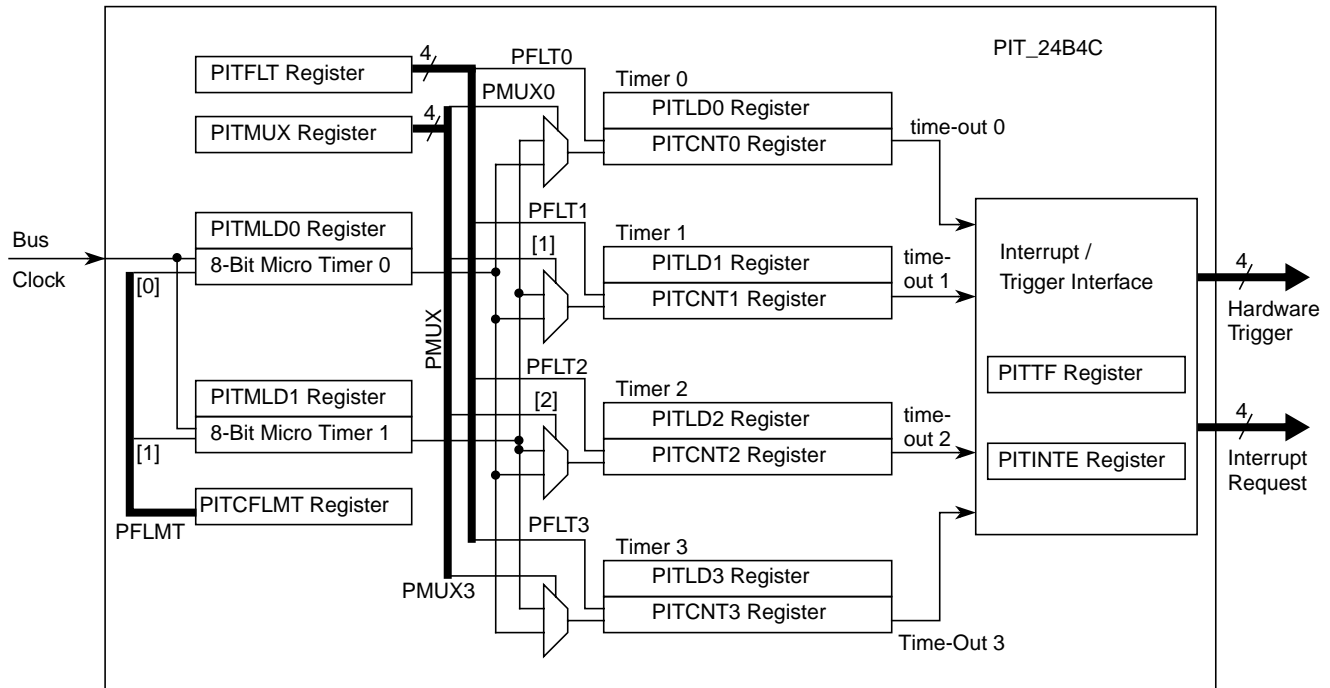 PIT_24B4C
4
PFLT0
PITFLT Register
Timer 0
PMUX0
PITLD0 Register
4
PITMUX Register
PITCNT0 Register
time-out 0
PFLT1
PITMLD0 Register
Timer 1
Bus
Clock
8-Bit Micro Timer 0
[0]
[1]
PITLD1 Register
time-
out 1
PITCNT1 Register
Interrupt /
Trigger Interface
4
Hardware
Trigger
PMUX
PFLT2
PITMLD1 Register
Timer 2
PITTF Register
[2]
PITLD2 Register
time-
out 2
8-Bit Micro Timer 1
[1]
PITCNT2 Register
4
PITINTE Register
Interrupt
Request
PITCFLMT Register
PFLMT
PFLT3
Timer 3
PITLD3 Register
PMUX3
PITCNT3 Register
Time-Out 3